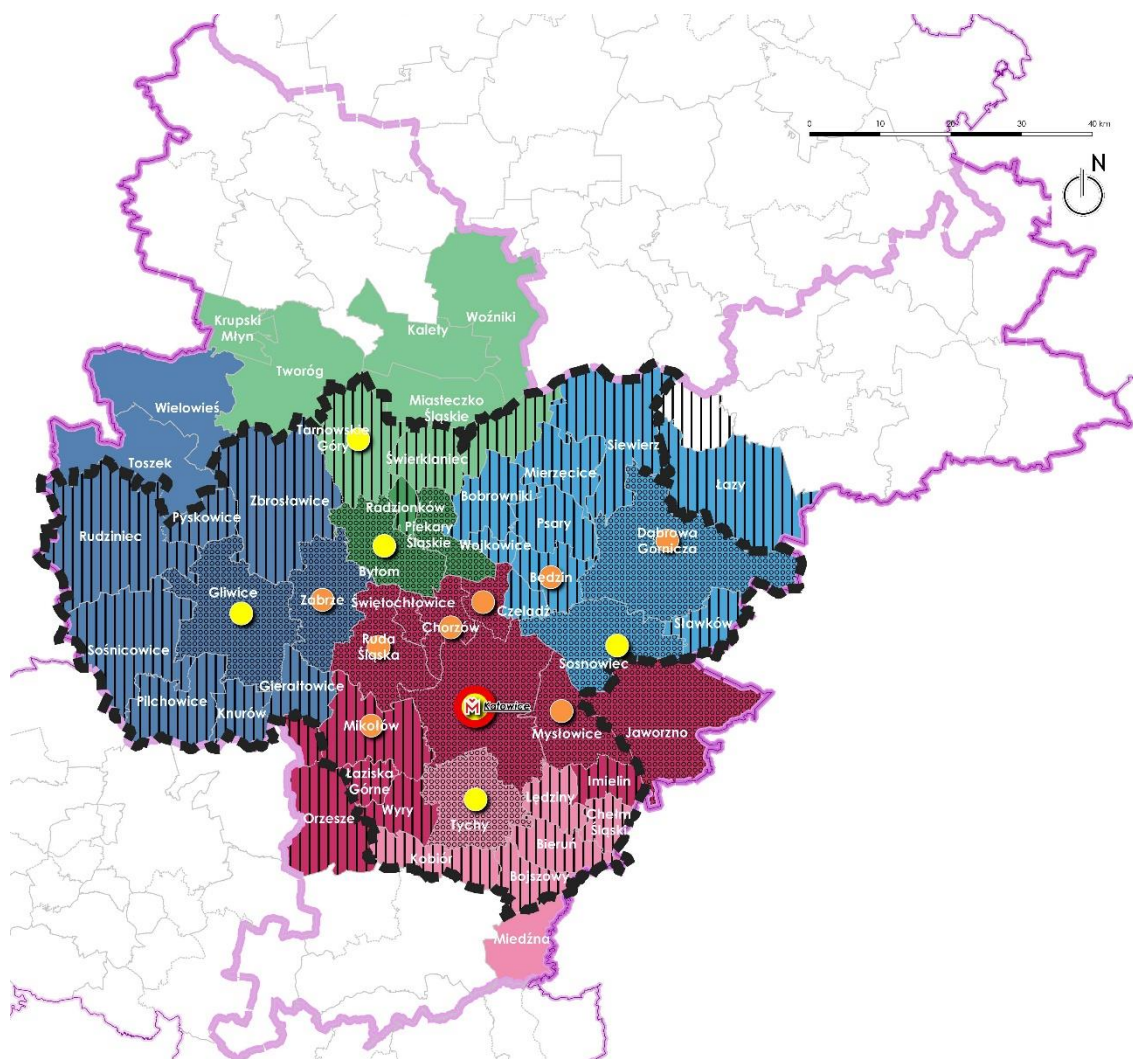 0 10 20 30 40 km
N
Woźniki
Krupski
Młyn
Kalety
Tworóg
Miasteczko
Śląskie
Wielowieś
Tarnowskie
Góry
Toszek
Świerklaniec
Siewierz
Mierzęcice
Zbrosławice
Bobrowniki
Łazy
Radzionków
Pyskowice
Psary
Rudziniec
Piekary
Śląskie
Wojkowice
Dąbrowa
Górnicza
Bytom
Będzin
Gliwice
Zabrze
Świętochłowice
Czeladź
Sławków
Chorzów
Ruda
Śląska
Sośnicowice
Sosnowiec
Gierałtowice
Pilchowice
Knurów
M
Katowice
Mikołów
Mysłowice
Jaworzno
Łaziska
Górne
Imielin
Lędziny
Wyry
Orzesze
Chełm
Śląski
Tychy
Bieruń
Kobiór
Bojszowy
Miedźna